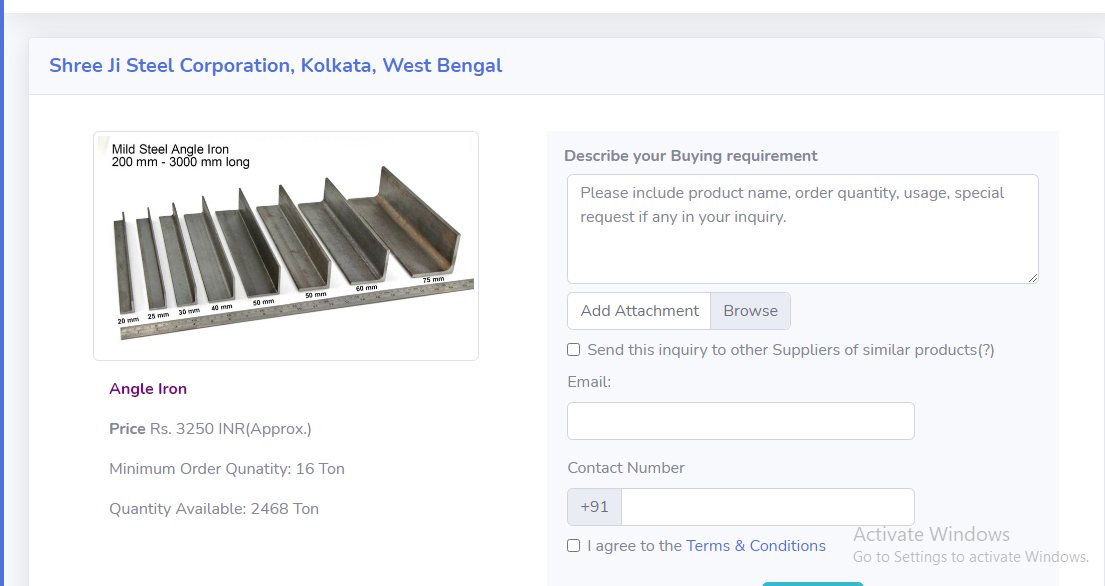 Shree Ji Steel Corporation, Kolkata, West Bengal
Mild Steel Angle Iron
200 mm - 3000 mm long
20 mm
25 mm
30 mm
40 mm
50 mm
50 mm
60 mm
75 mm
Angle Iron
Price Rs. 3250 INR(Approx.)
Minimum Order Qunatity: 16 Ton
Quantity Available: 2468 Ton
Describe your Buying requirement
Please include product name, order quantity, usage, special
request if any in your inquiry.
Add Attachment Browse
Send this inquiry to other Suppliers of similar products(?)
Email:
Contact Number
+91
I agree to the Terms & Conditions
Activate Windows
Go to Settings to activate Windows.